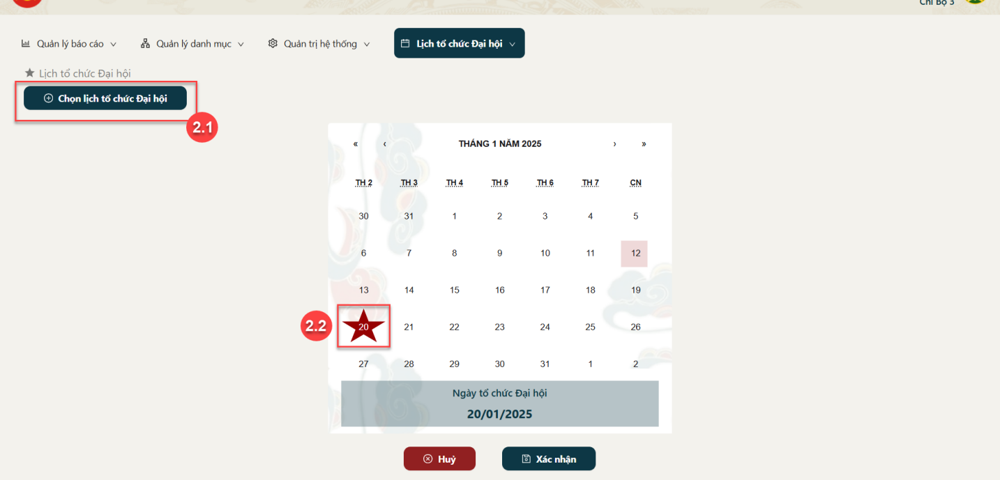 Chi Bộ 3
Quản lý báo cáo Quản lý danh mục Quản trị hệ thống Lịch tổ chức Đại hội
Lịch tổ chức Đại hội
Chọn lịch tổ chức Đại hội
2.1
« ‹ THÁNG 1 NĂM 2025 › »
TH 2 TH 3 TH 4 TH 5 TH 6 TH 7 CN
30 31 1 2 3 4 5
6 7 8 9 10 11 12
13 14 15 16 17 18 19
2.2 20 21 22 23 24 25 26
27 28 29 30 31 1 2
Ngày tổ chức Đại hội
20/01/2025
Huỷ Xác nhận